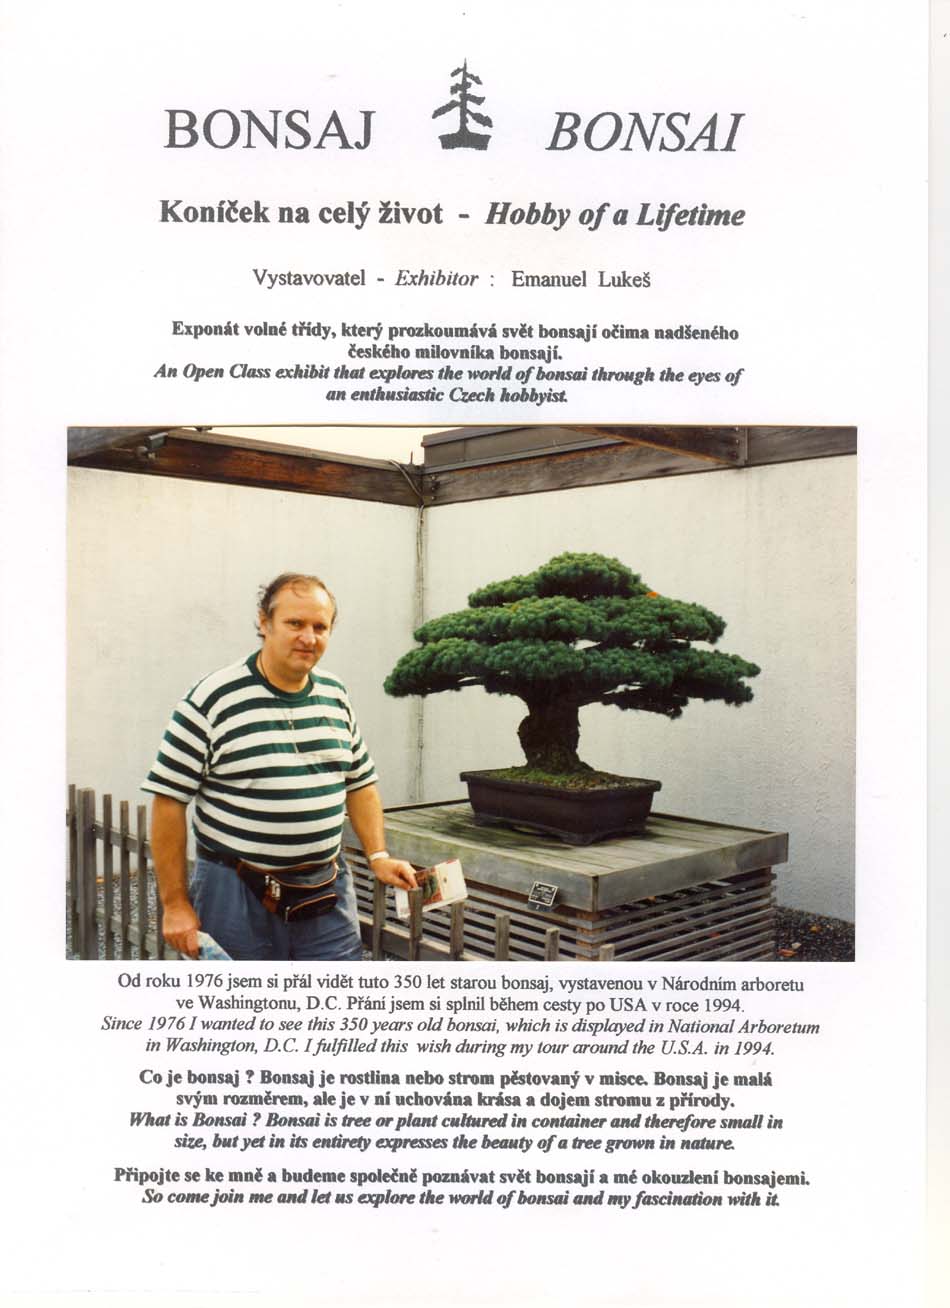 BONSAJ BONSAI
Koníček na celý život - Hobby of a Lifetime
Vystavovatel - Exhibitor : Emanuel Lukeš
Exponát volné třídy, který prozkoumává svět bonsají očima nadšeného
českého milovníka bonsají.
An Open Class exhibit that explores the world of bonsai through the eyes of
an enthusiastic Czech hobbyist.
Od roku 1976 jsem si přál vidět tuto 350 let starou bonsaj, vystavenou v Národním arboretu
ve Washingtonu, D.C. Přání jsem si splnil během cesty po USA v roce 1994.
Since 1976 I wanted to see this 350 years old bonsai, which is displayed in National Arboretum
in Washington, D.C. I fulfilled this wish during my tour around the U.S.A. in 1994.
Co je bonsaj ? Bonsaj je rostlina nebo strom pěstovaný v misce. Bonsaj je malá
svým rozměrem, ale je v ní uchována krása a dojem stromu z přírody.
What is Bonsai ? Bonsai is tree or plant cultured in container and therefore small in
size, but yet in its entirety expresses the beauty of a tree grown in nature.
Připojte se ke mně a budeme společně poznávat svět bonsají a mé okouzlení bonsajemi.
So come join me and let us explore the world of bonsai and my fascination with it.